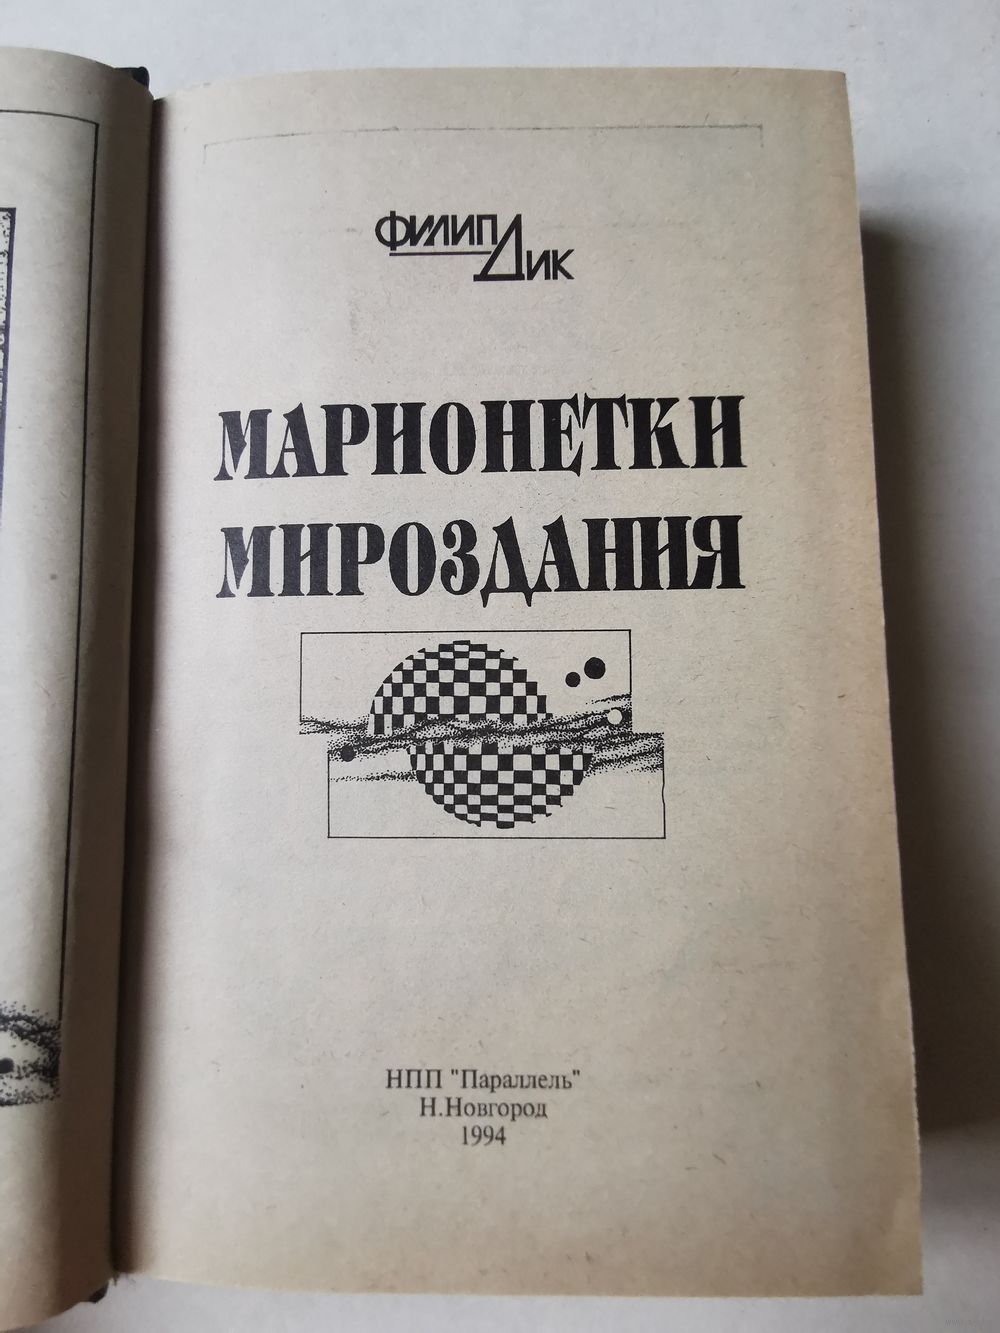 ФИЛИП
ДИК
МАРИОНЕТКИ
МИРОЗДАНИЯ
НПП "Параллель"
Н.Новгород
1994